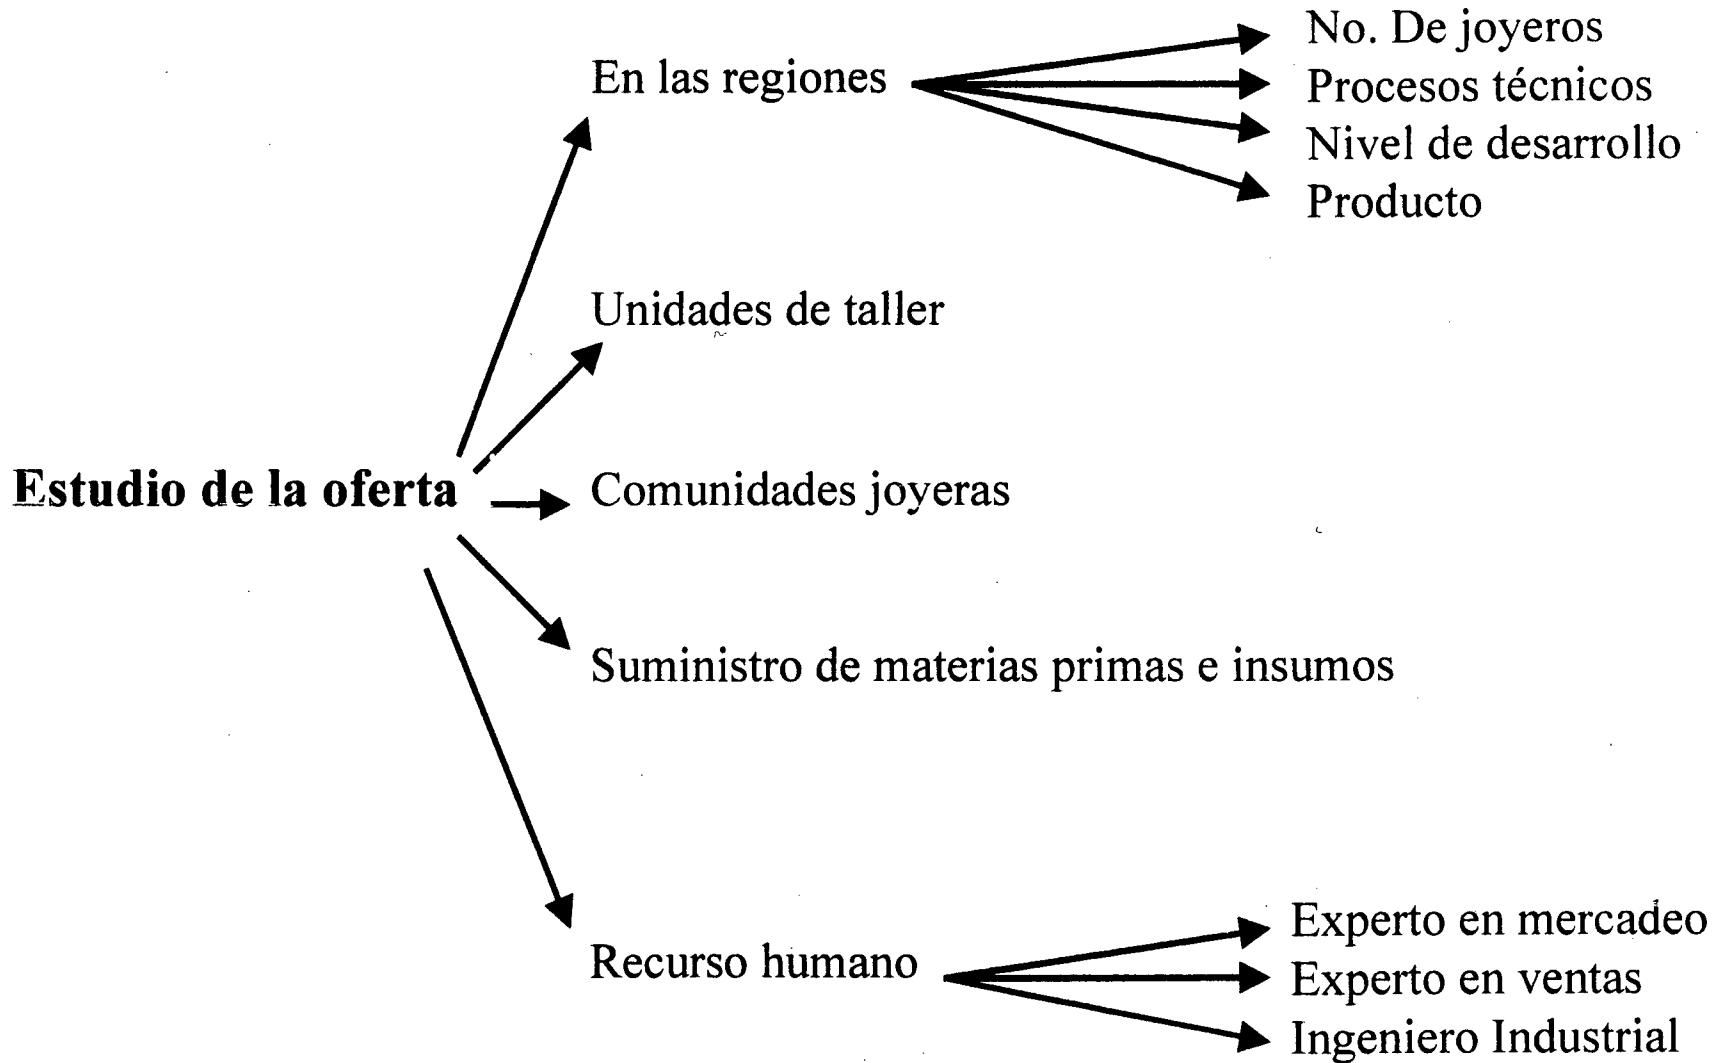 En las regiones
No. De joyeros
Procesos técnicos
Nivel de desarrollo
Producto
Unidades de taller
Estudio de la oferta
Comunidades joyeras
Suministro de materias primas e insumos
Recurso humano
Experto en mercadeo
Experto en ventas
Ingeniero Industrial